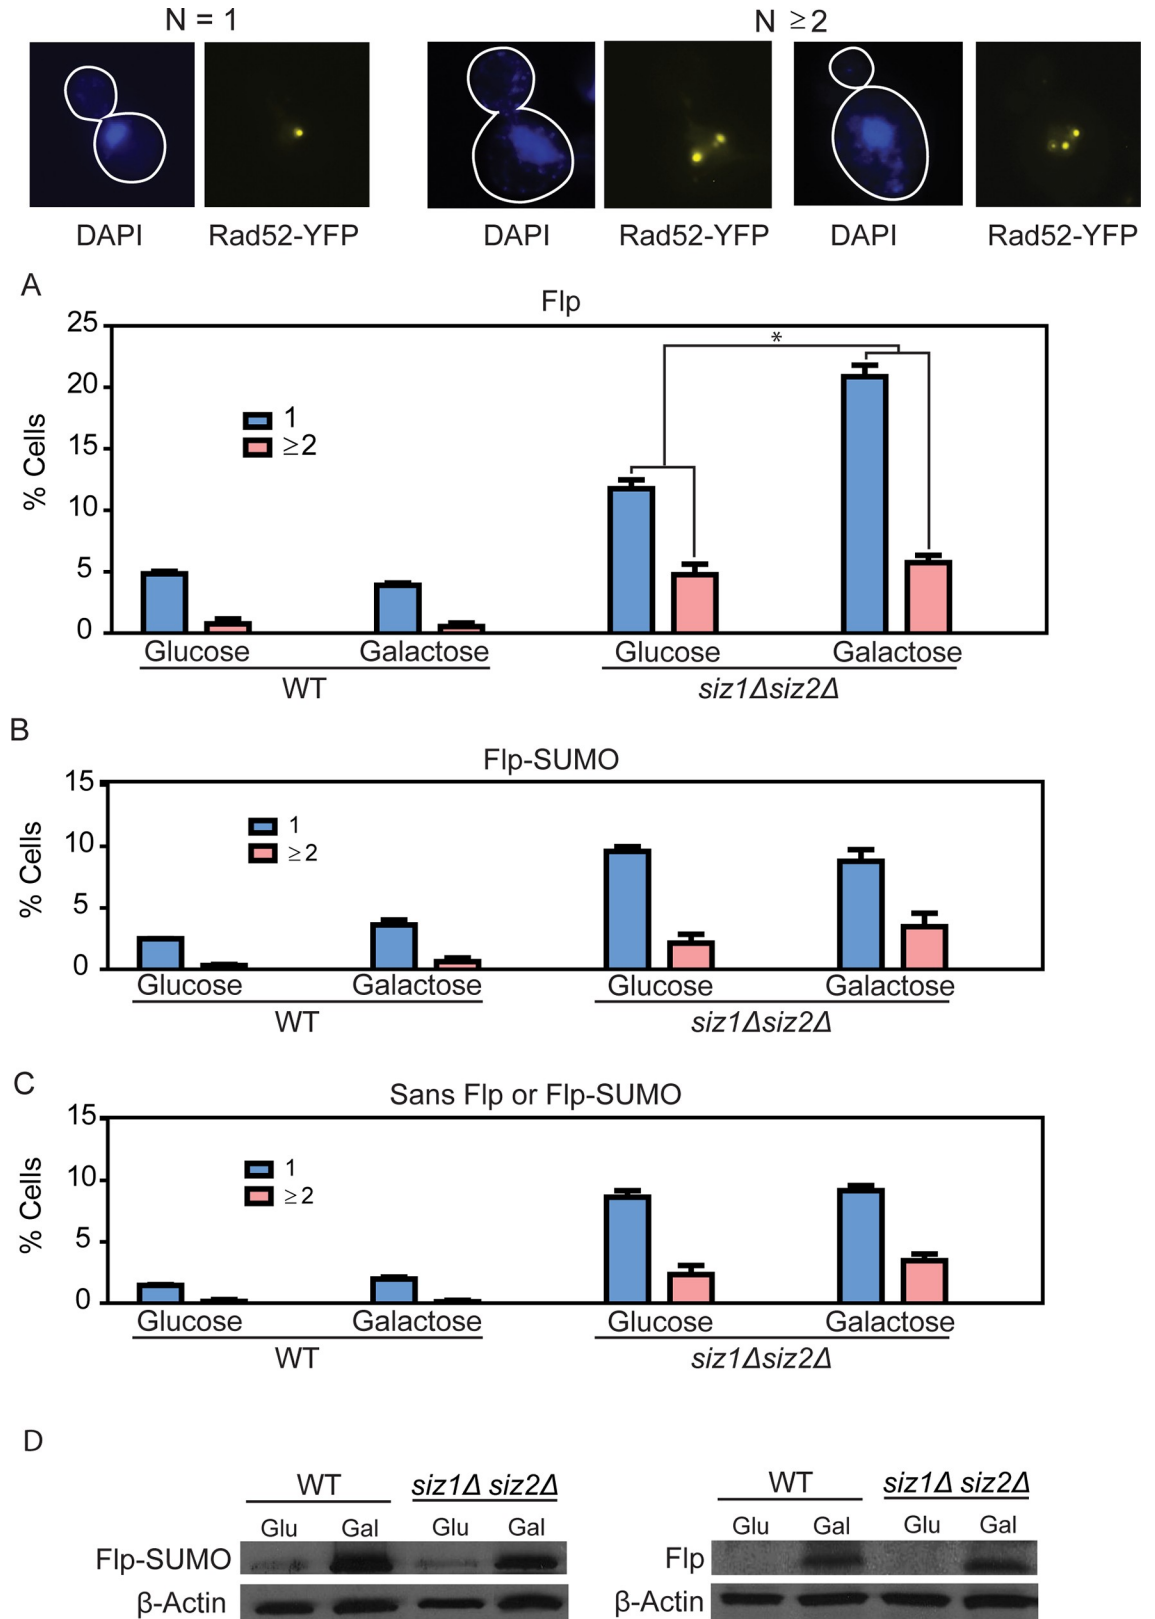 N = 1
N ≥2
DAPI
Rad52-YFP
DAPI
Rad52-YFP
DAPI
Rad52-YFP
A
Flp
% Cells
25
20
15
10
5
0
1
≥2
*
Glucose
Galactose
Glucose
Galactose
WT
siz1Δsiz2Δ
B
Flp-SUMO
% Cells
15
10
5
0
1
≥2
Glucose
Galactose
Glucose
Galactose
WT
siz1Δsiz2Δ
C
Sans Flp or Flp-SUMO
% Cells
15
10
5
0
1
≥2
Glucose
Galactose
Glucose
Galactose
WT
siz1Δsiz2Δ
D
WT
siz1Δ siz2Δ
Glu
Gal
Glu
Gal
Flp-SUMO
β-Actin
WT
siz1Δ siz2Δ
Glu
Gal
Glu
Gal
Flp
β-Actin